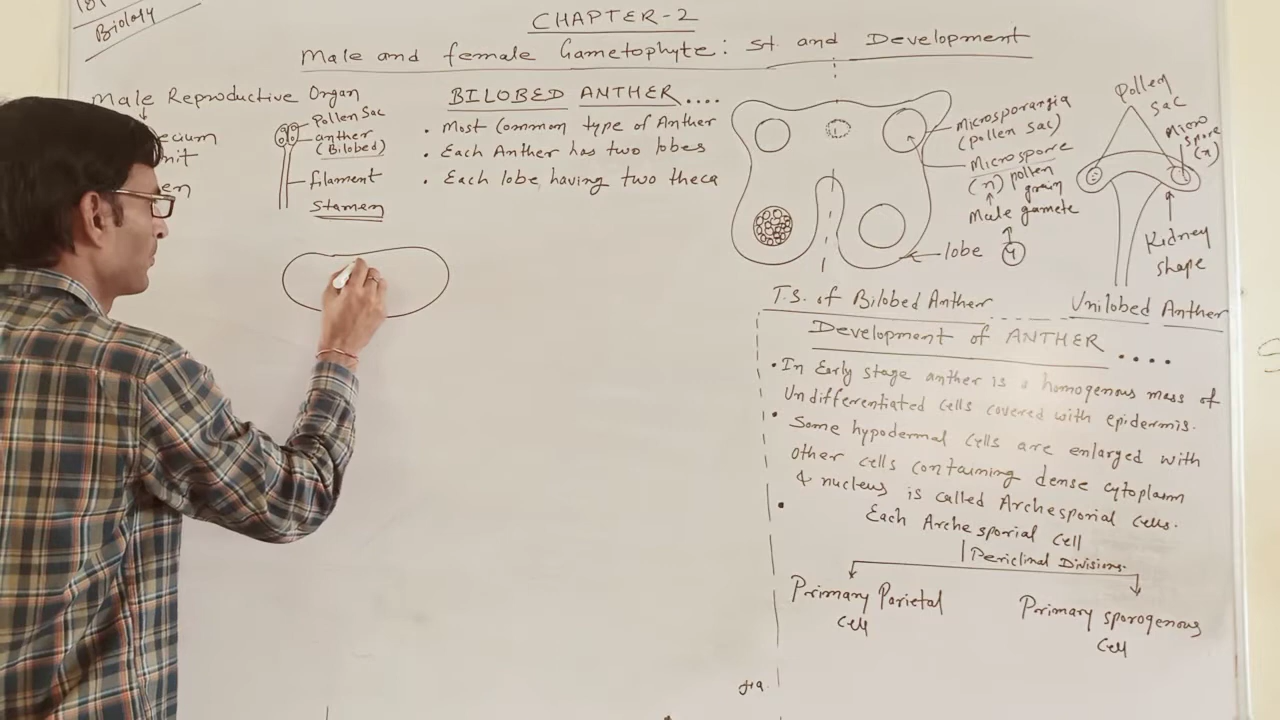 Biology
CHAPTER-2
Male and female Gametophyte: st and Development
Male Reproductive Organ
Pollen Sac
anther
(Bilobed)
filament
Stamen
BILOBED ANTHER....
• Most Common type of Anther
• Each Anther has two lobes
• Each lobe having two theca
Microsporangia
(pollen sac)
Microspore
(n) pollen
grain
Male gamete
lobe
4
T.S. of Bilobed Anther
Pollen
Sac
Micro
spore
(n)
Kidney
shape
Unilobed Anther
Development of ANTHER ....
• In Early stage anther is a homogenous mass of
Undifferentiated cells covered with epidermis.
• Some hypodermal cells are enlarged with
other cells containing dense cytoplasm
& nucleus is called Archesporial cells.
• Each Archesporial cell
Periclinal Divisions.
Primary Parietal
cell
Primary sporogenous
cell